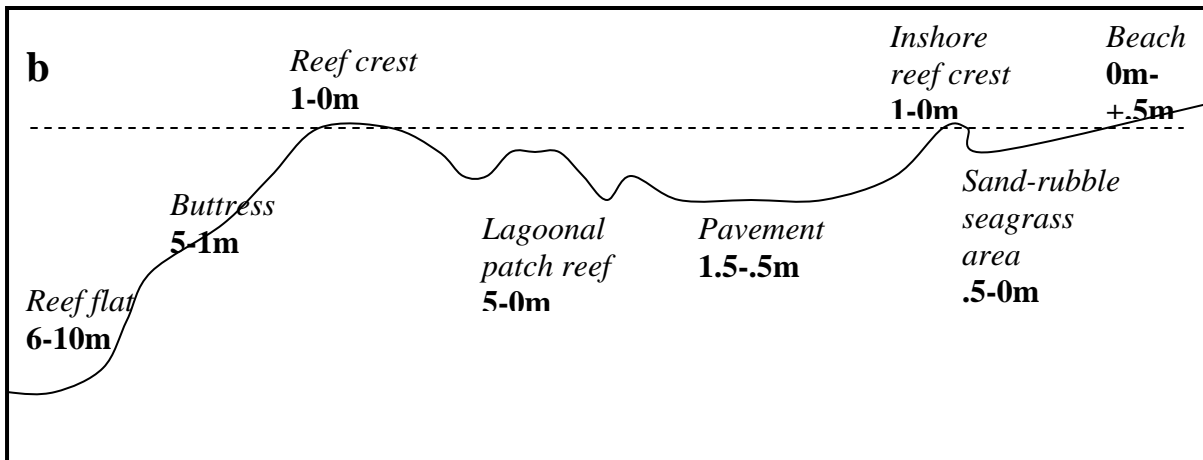 b
Reef crest
1-0m
Inshore
reef crest
1-0m
Beach
0m-
+.5m
Buttress
5-1m
Reef flat
6-10m
Lagoonal
patch reef
5-0m
Pavement
1.5-.5m
Sand-rubble
seagrass
area
.5-0m